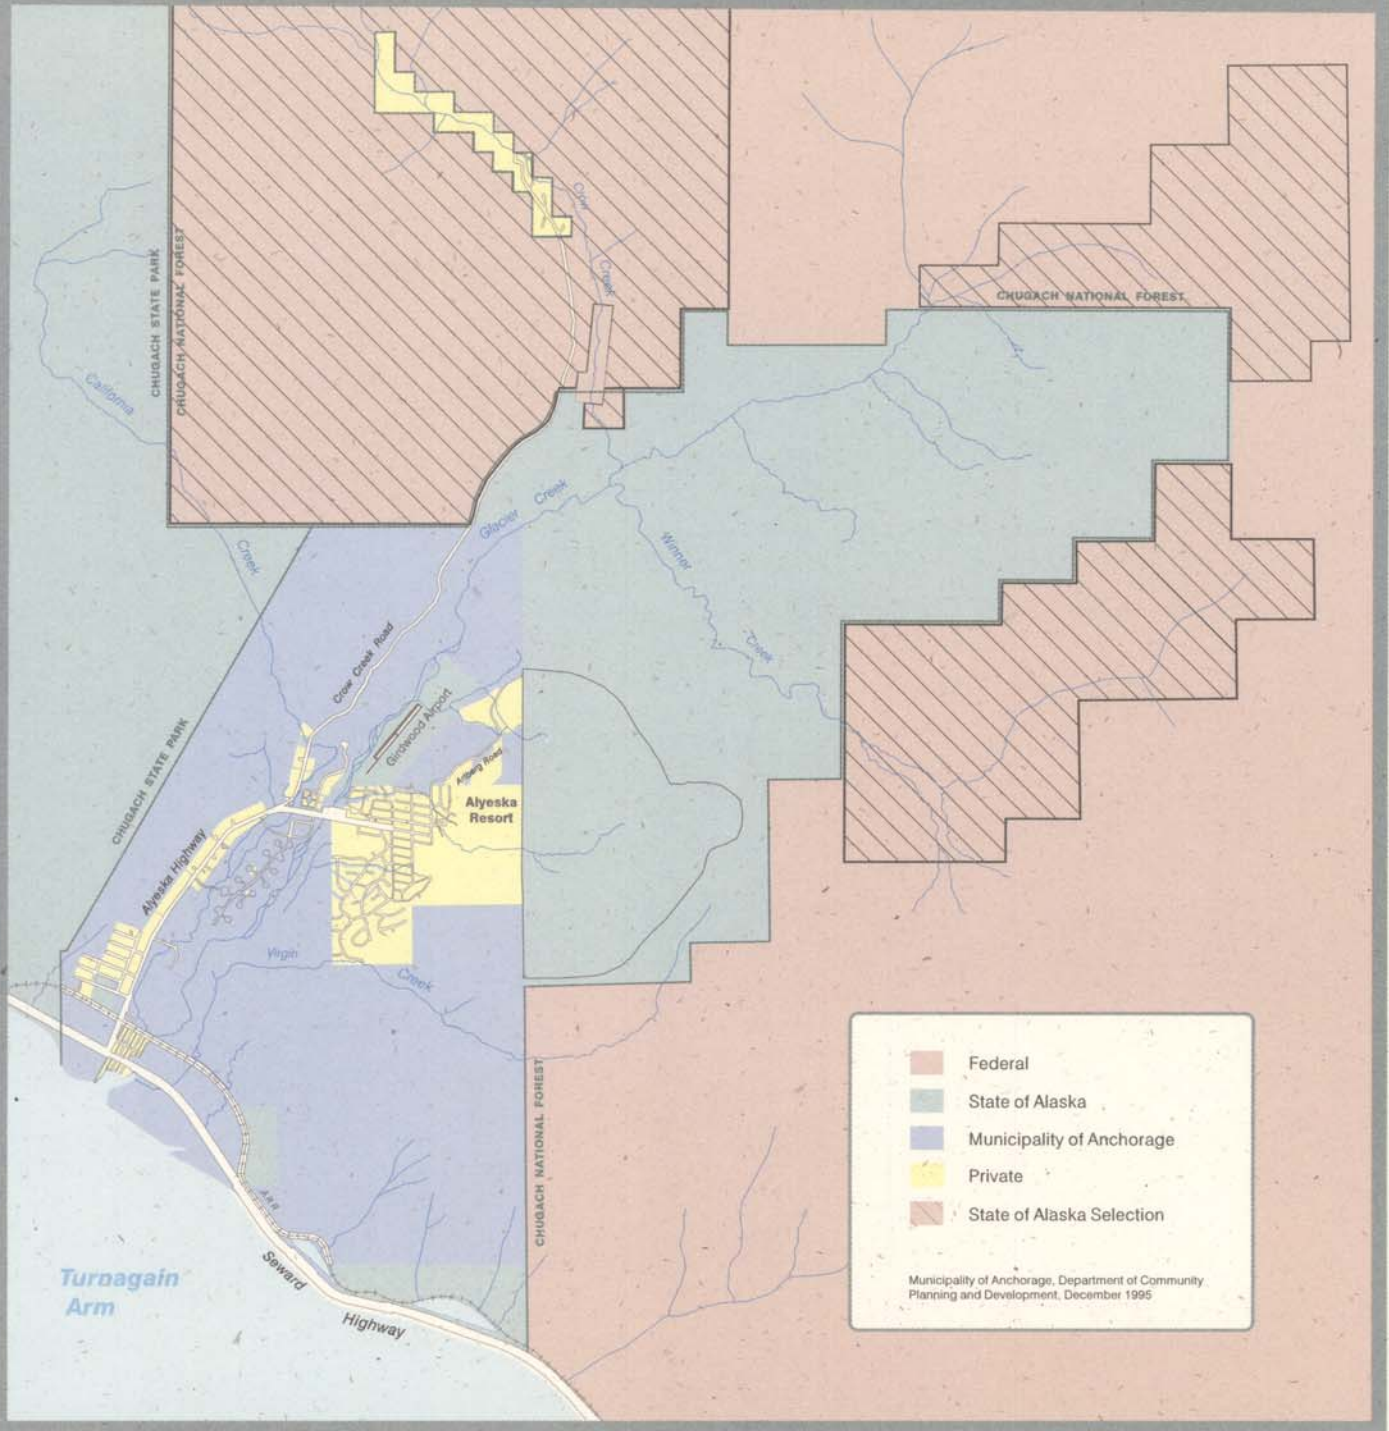 Crow
Creek
CHUGACH STATE PARK
CHUGACH NATIONAL FOREST
CHUGACH NATIONAL FOREST
California
Creek
Glacier Creek
Winner
Creek
Crow Creek Road
Girdwood Airport
Arlberg Road
Alyeska
Resort
CHUGACH STATE PARK
Alyeska Highway
Virgin
Creek
CHUGACH NATIONAL FOREST
ARR
Seward
Highway
Turnagain
Arm
Federal
State of Alaska
Municipality of Anchorage
Private
State of Alaska Selection
Municipality of Anchorage, Department of Community
Planning and Development, December 1995